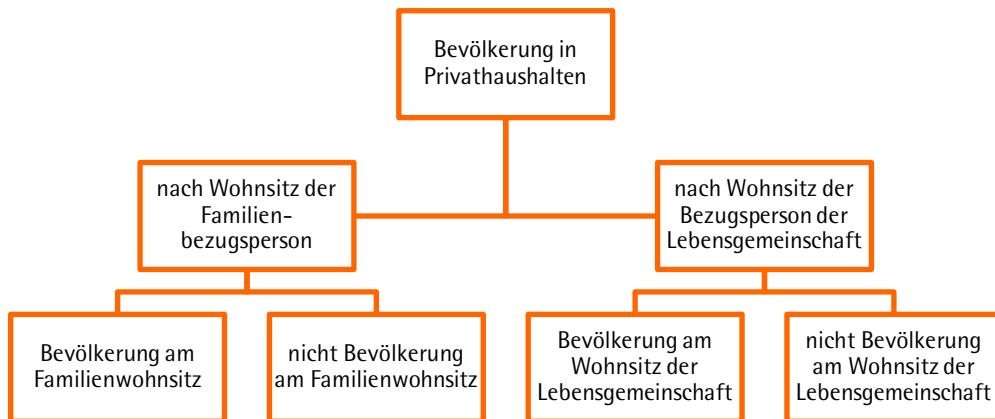 Bevölkerung in
Privathaushalten
nach Wohnsitz der
Familien-
bezugsperson
nach Wohnsitz der
Bezugsperson der
Lebensgemeinschaft
Bevölkerung am
Familienwohnsitz
nicht Bevölkerung
am Familienwohnsitz
Bevölkerung am
Wohnsitz der
Lebensgemeinschaft
nicht Bevölkerung
am Wohnsitz der
Lebensgemeinschaft